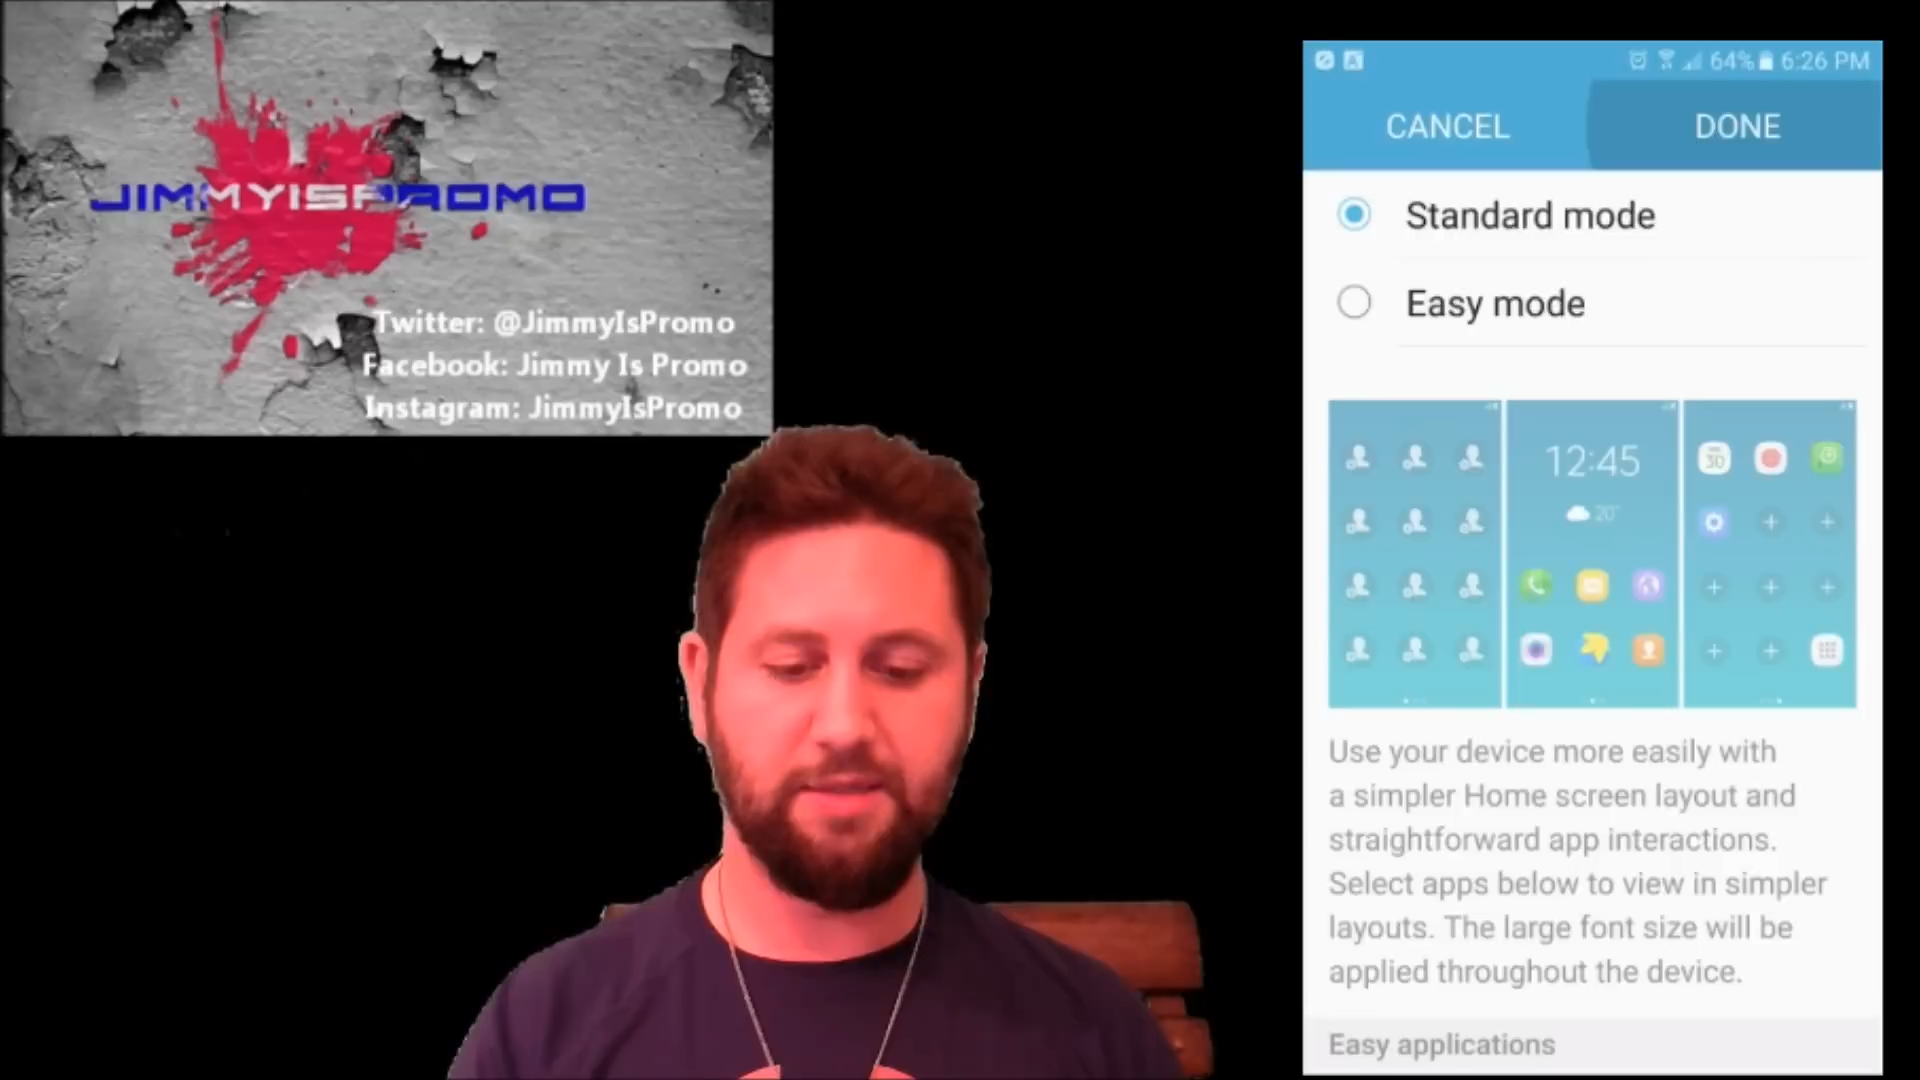 JIMMYISPROMO
Twitter: @JimmyIsPromo
Facebook: Jimmy Is Promo
Instagram: JimmyIsPromo
64% 6:26 PM
CANCEL DONE
Standard mode
Easy mode
12:45
20°
30
Use your device more easily with
a simpler Home screen layout and
straightforward app interactions.
Select apps below to view in simpler
layouts. The large font size will be
applied throughout the device.
Easy applications